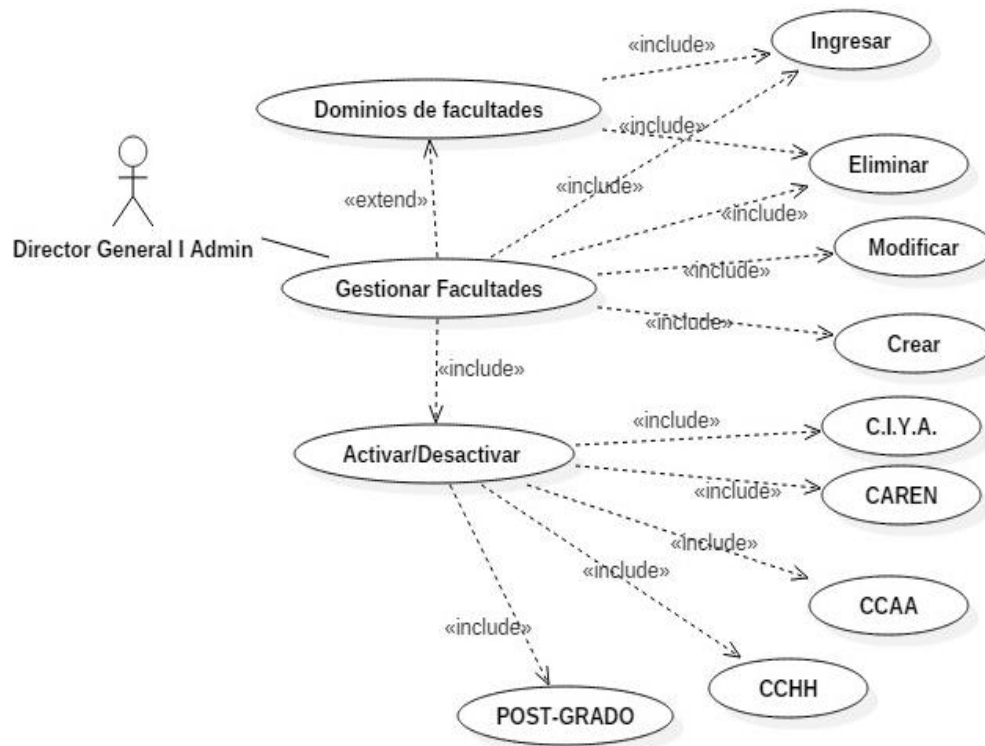 Ingresar
«include»
Dominios de facultades
«include»
Eliminar
«include»
«extend»
«include»
Director General I Admin
Modificar
«include»
Gestionar Facultades
«include»
Crear
«include»
C.I.Y.A.
«include»
Activar/Desactivar
CAREN
«include»
«include»
«include»
CCAA
«include»
CCHH
POST-GRADO